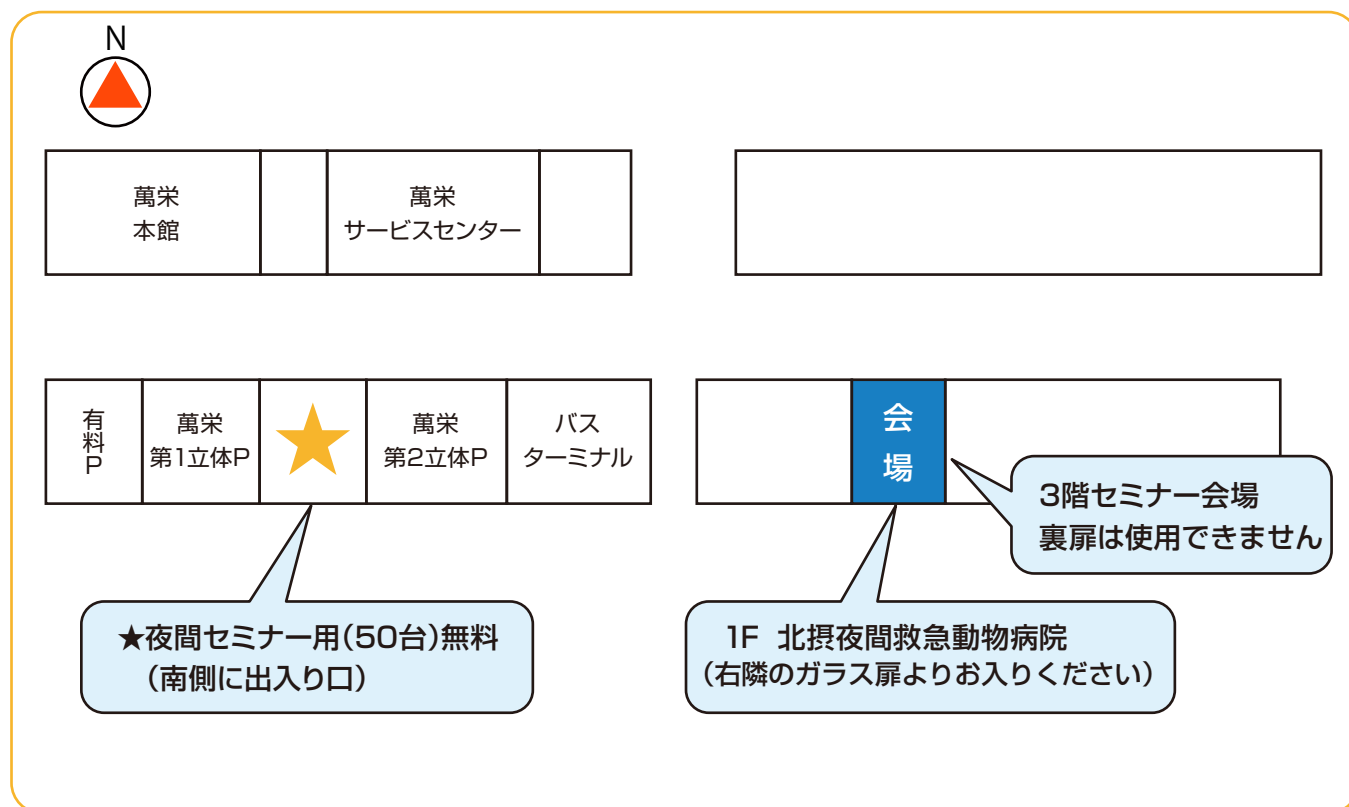 N
萬栄
本館
萬栄
サービスセンター
有料P
萬栄
第1立体P
★
萬栄
第2立体P
バス
ターミナル
会場
3階セミナー会場
裏扉は使用できません
★夜間セミナー用(50台)無料
(南側に出入り口)
1F 北摂夜間救急動物病院
(右隣のガラス扉よりお入りください)